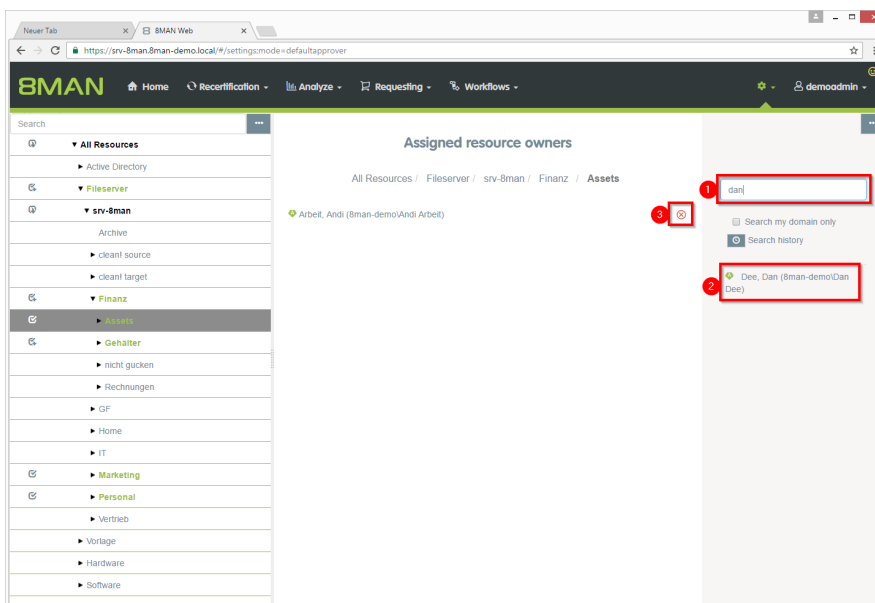 Neuer Tab
8MAN Web
https://srv-8man.8man-demo.local/#/settings:mode=defaultapprover
8MAN
Home
Recertification
Analyze
Requesting
Workflows
demoadmin
Search
All Resources
Active Directory
Fileserver
srv-8man
Archive
clean! source
clean! target
Finanz
Assets
Gehälter
nicht gucken
Rechnungen
GF
Home
IT
Marketing
Personal
Vertrieb
Vorlage
Hardware
Software
Assigned resource owners
All Resources / Fileserver / srv-8man / Finanz / Assets
Arbeit, Andi (8man-demo\Andi Arbeit)
3
1
dan
Search my domain only
Search history
2
Dee, Dan (8man-demo\Dan
Dee)